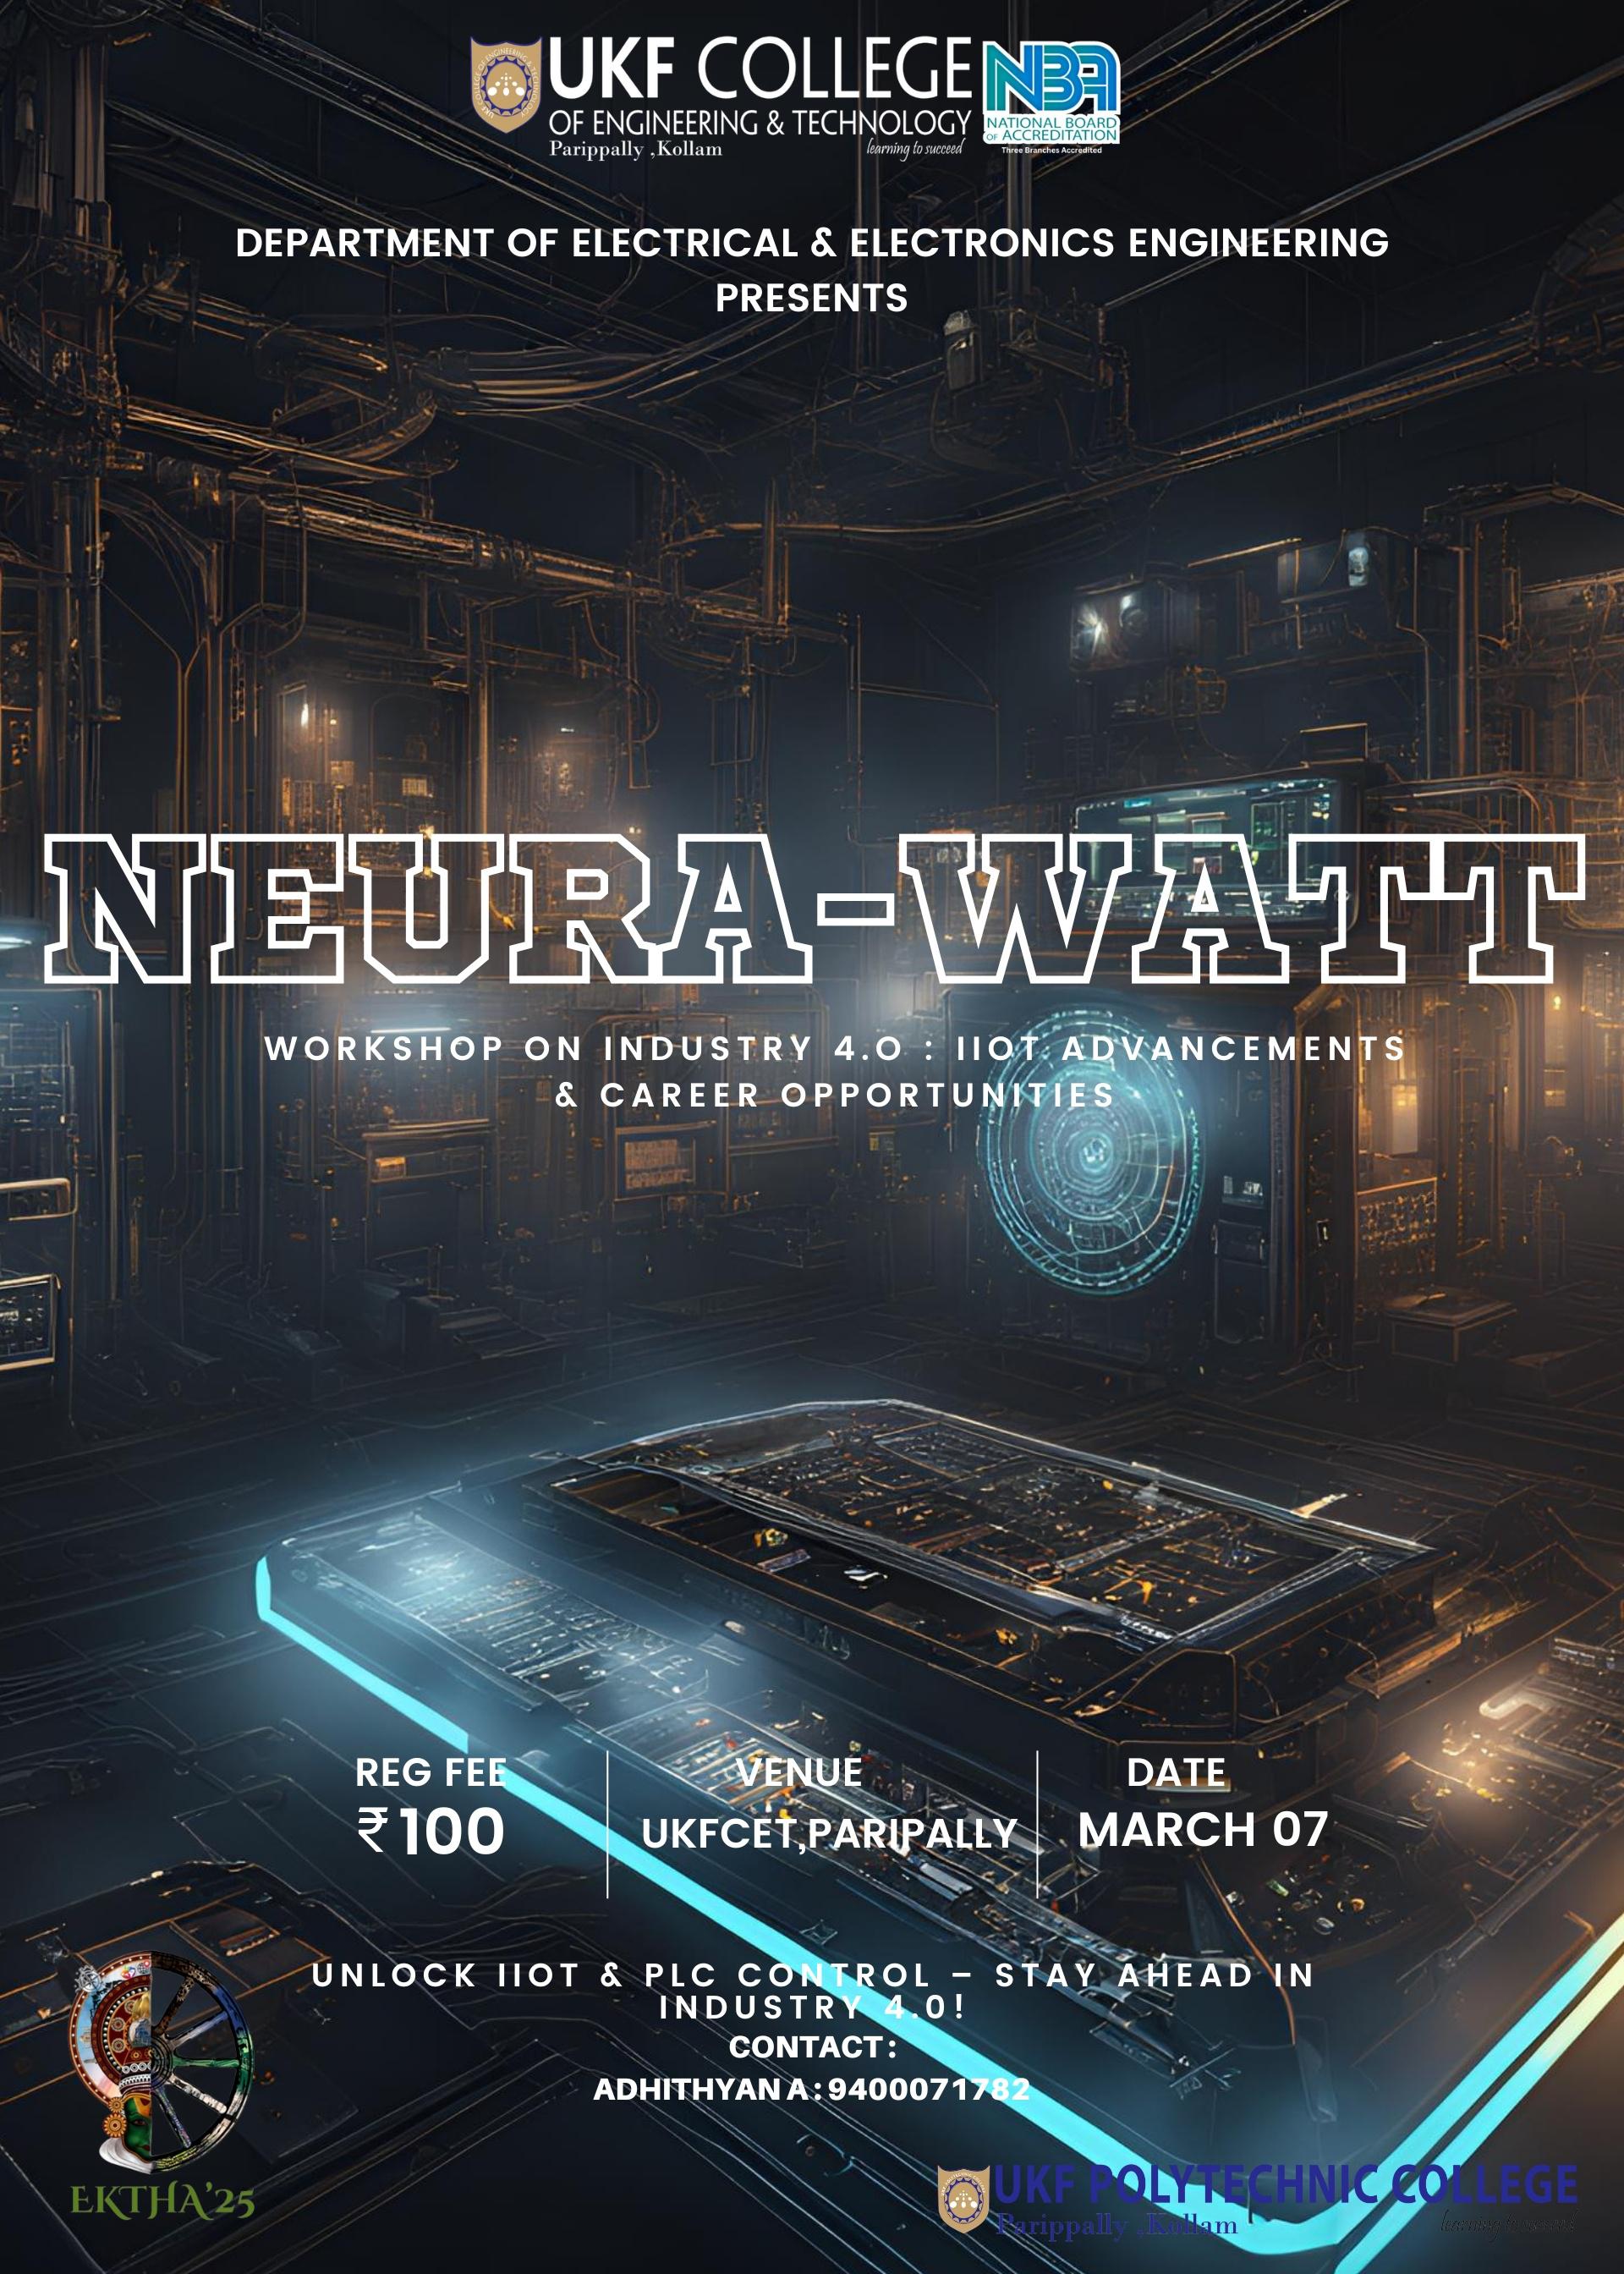 UKF COLLEGE
OF ENGINEERING & TECHNOLOGY
Parippally ,Kollam
learning to succeed
NBA
NATIONAL BOARD
OF ACCREDITATION
Three Branches Accredited
DEPARTMENT OF ELECTRICAL & ELECTRONICS ENGINEERING
PRESENTS
NEURA-WATT
WORKSHOP ON INDUSTRY 4.O : IIOT ADVANCEMENTS
& CAREER OPPORTUNITIES
REG FEE
₹100
VENUE
UKFCET,PARIPALLY
DATE
MARCH 07
UNLOCK IIOT & PLC CONTROL – STAY AHEAD IN
INDUSTRY 4.0!
CONTACT:
ADHITHYAN A : 9400071782
EKTHA'25
UKF POLYTECHNIC COLLEGE
Parippally ,Kollam
learning to succeed